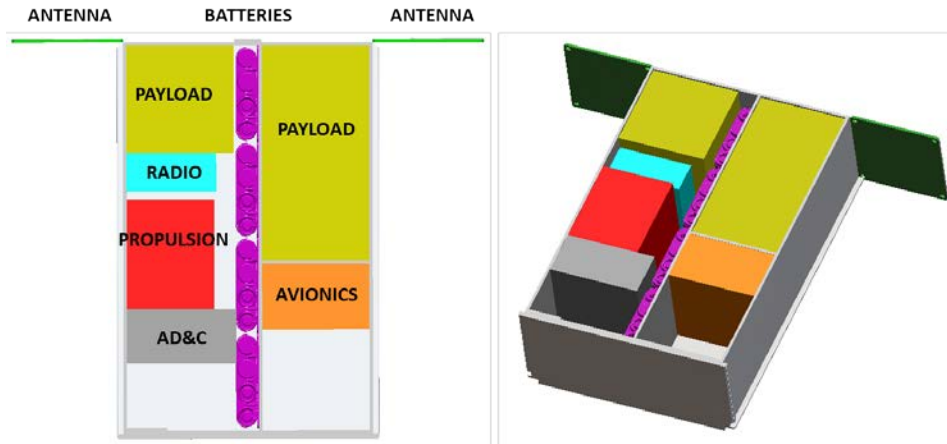 ANTENNA
BATTERIES
ANTENNA
PAYLOAD
PAYLOAD
RADIO
PROPULSION
AVIONICS
AD&C